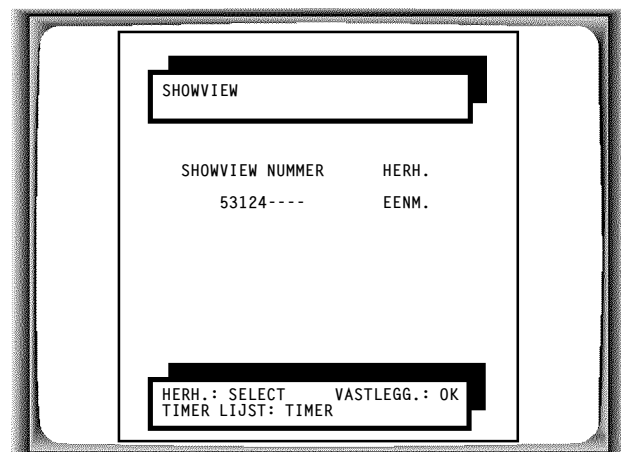 SHOWVIEW
SHOWVIEW NUMMER HERH.
53124---- EENM.
HERH.: SELECT VASTLEGG.: OK
TIMER LIJST: TIMER